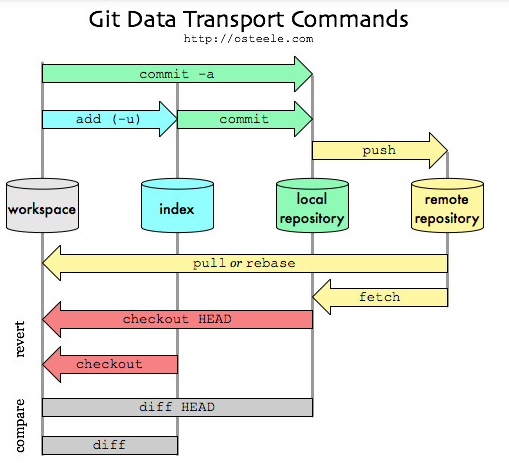 Git Data Transport Commands
http://osteele.com
commit -a
add (-u)
commit
push
workspace
index
local
repository
remote
repository
pull or rebase
fetch
revert
checkout HEAD
checkout
compare
diff HEAD
diff